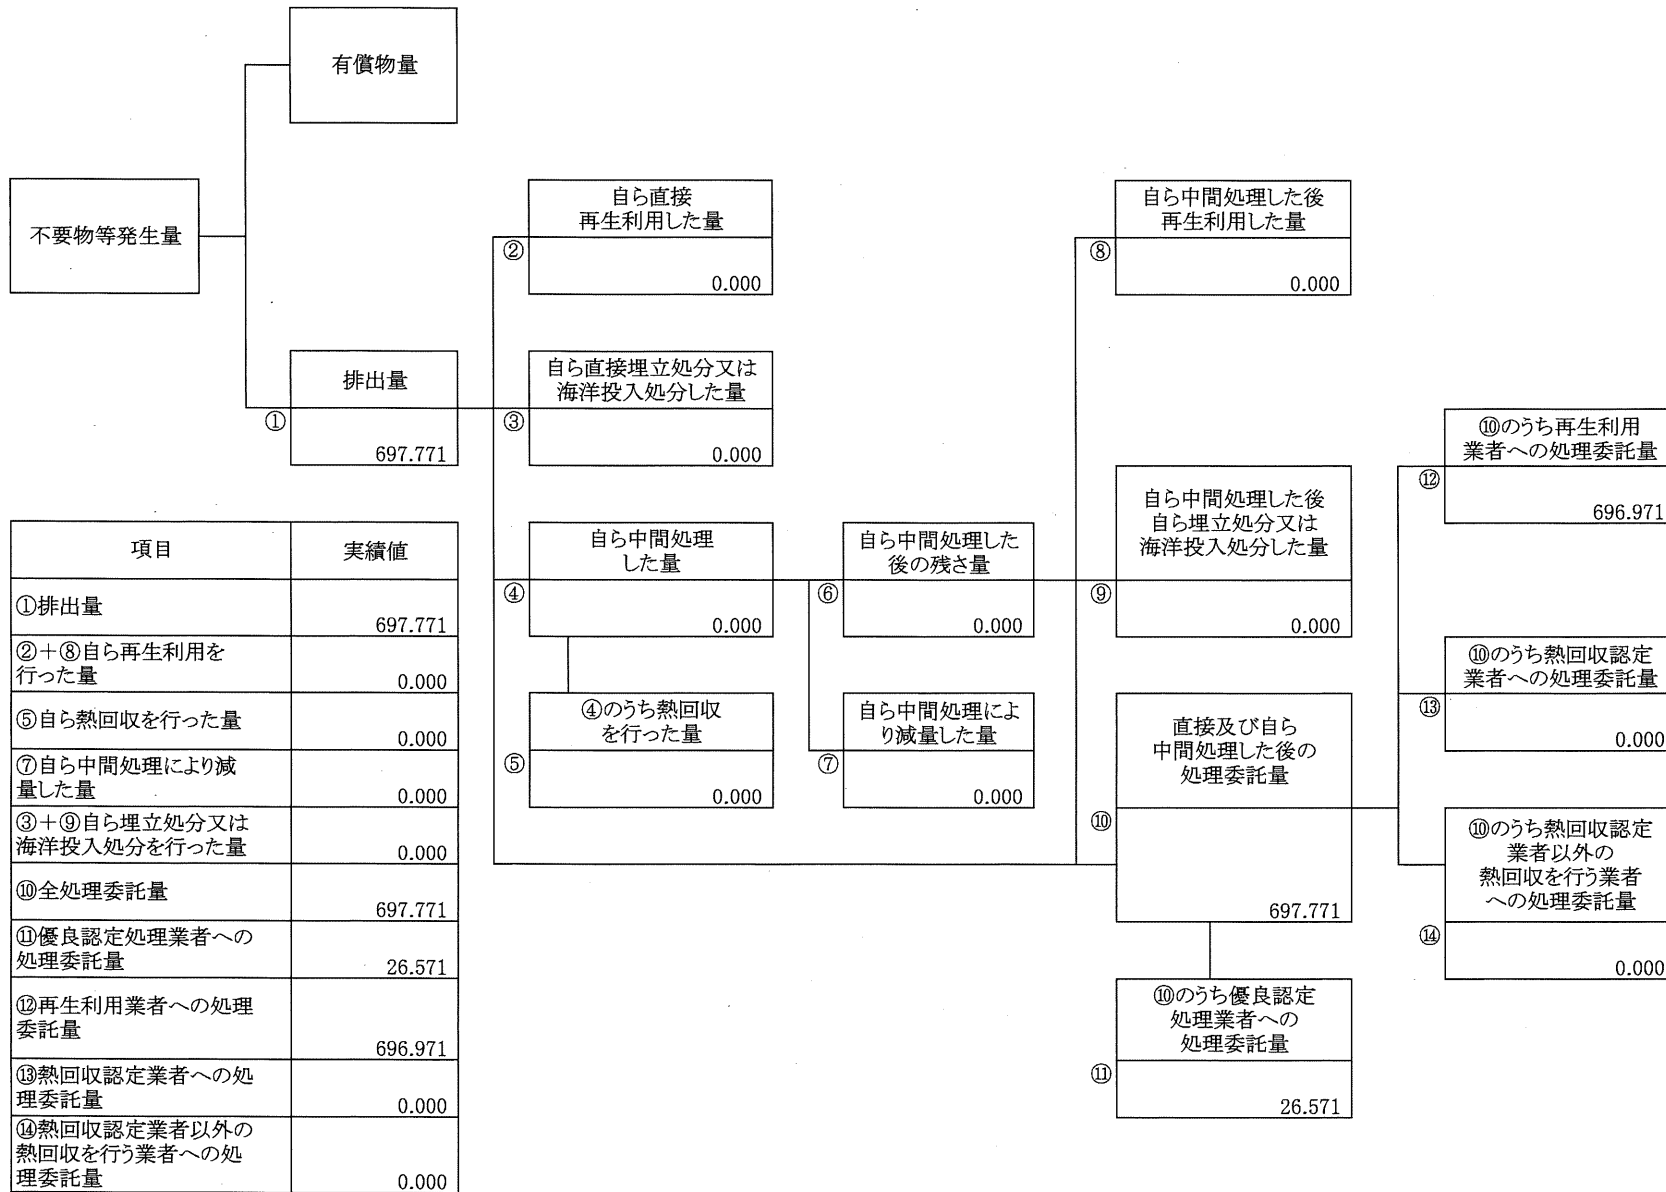 有償物量
不要物等発生量
自ら直接
再生利用した量
②
0.000
自ら中間処理した後
再生利用した量
⑧
0.000
排出量
①
697.771
自ら直接埋立処分又は
海洋投入処分した量
③
0.000
⑩のうち再生利用
業者への処理委託量
⑫
696.971
自ら中間処理
した量
④
0.000
自ら中間処理した
後の残さ量
⑥
0.000
自ら中間処理した後
自ら埋立処分又は
海洋投入処分した量
⑨
0.000
⑩のうち熱回収認定
業者への処理委託量
⑬
0.000
④のうち熱回収
を行った量
⑤
0.000
自ら中間処理によ
り減量した量
⑦
0.000
直接及び自ら
中間処理した後の
処理委託量
⑩
697.771
⑩のうち熱回収認定
業者以外の
熱回収を行う業者
への処理委託量
⑭
0.000
⑩のうち優良認定
処理業者への
処理委託量
⑪
26.571
項目 実績値
①排出量
697.771
②+⑧自ら再生利用を
行った量
0.000
⑤自ら熱回収を行った量
0.000
⑦自ら中間処理により減
量した量
0.000
③+⑨自ら埋立処分又は
海洋投入処分を行った量
0.000
⑩全処理委託量
697.771
⑪優良認定処理業者への
処理委託量
26.571
⑫再生利用業者への処理
委託量
696.971
⑬熱回収認定業者への処
理委託量
0.000
⑭熱回収認定業者以外の
熱回収を行う業者への処
理委託量
0.000